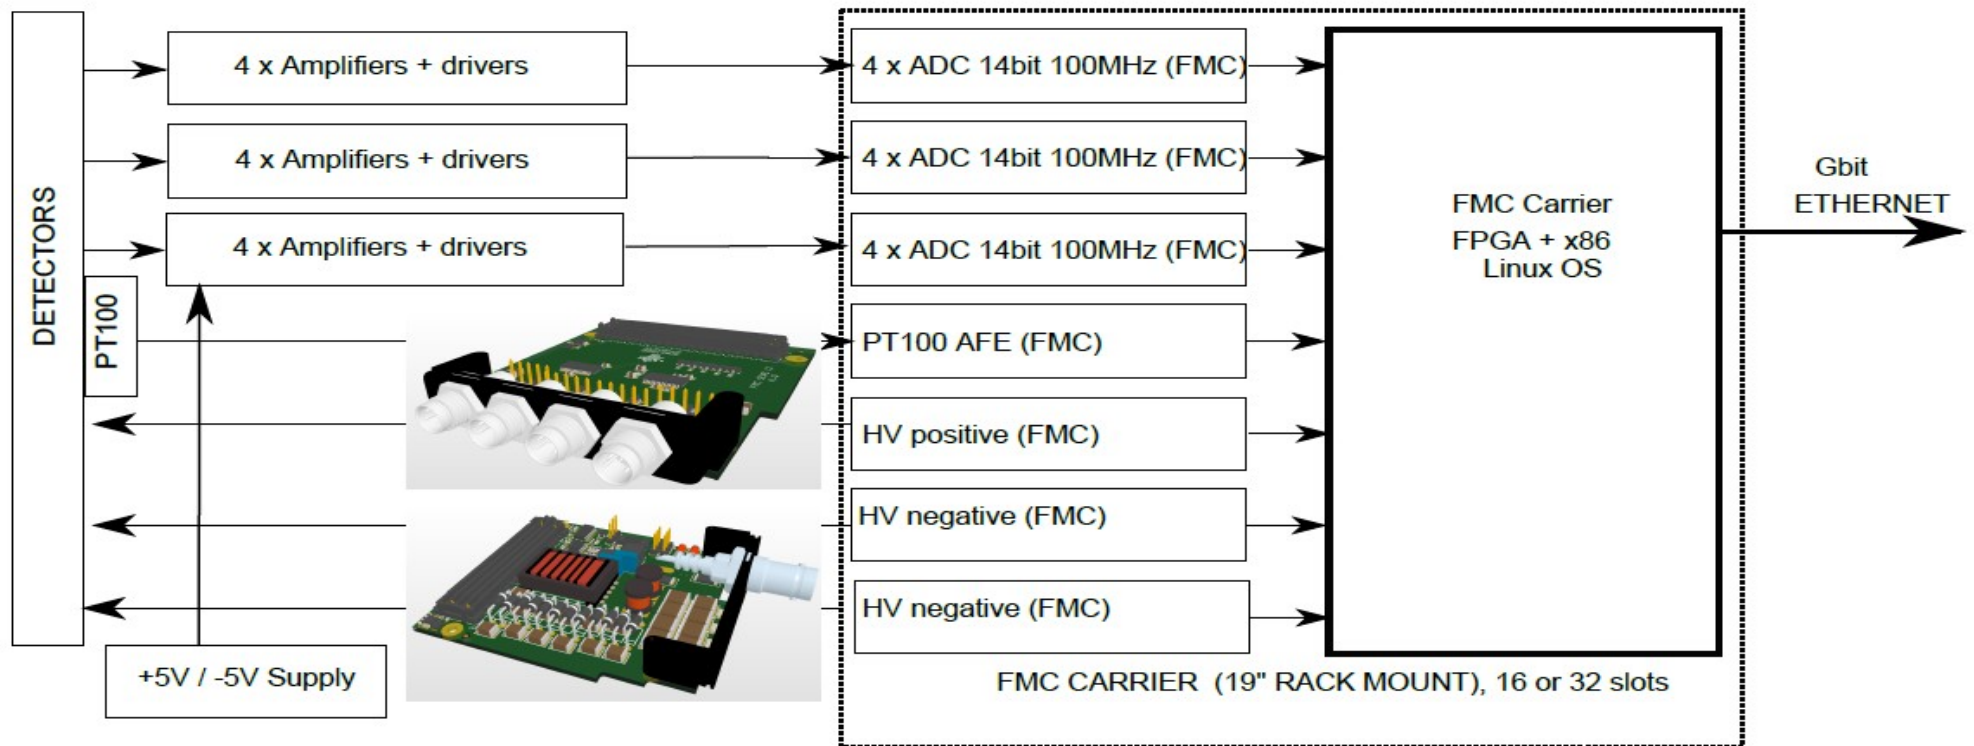 4 x Amplifiers + drivers
4 x ADC 14bit 100MHz (FMC)
4 x Amplifiers + drivers
4 x ADC 14bit 100MHz (FMC)
4 x Amplifiers + drivers
4 x ADC 14bit 100MHz (FMC)
DETECTORS
PT100
PT100 AFE (FMC)
HV positive (FMC)
HV negative (FMC)
HV negative (FMC)
FMC Carrier
FPGA + x86
Linux OS
Gbit
ETHERNET
+5V / -5V Supply
FMC CARRIER (19" RACK MOUNT), 16 or 32 slots